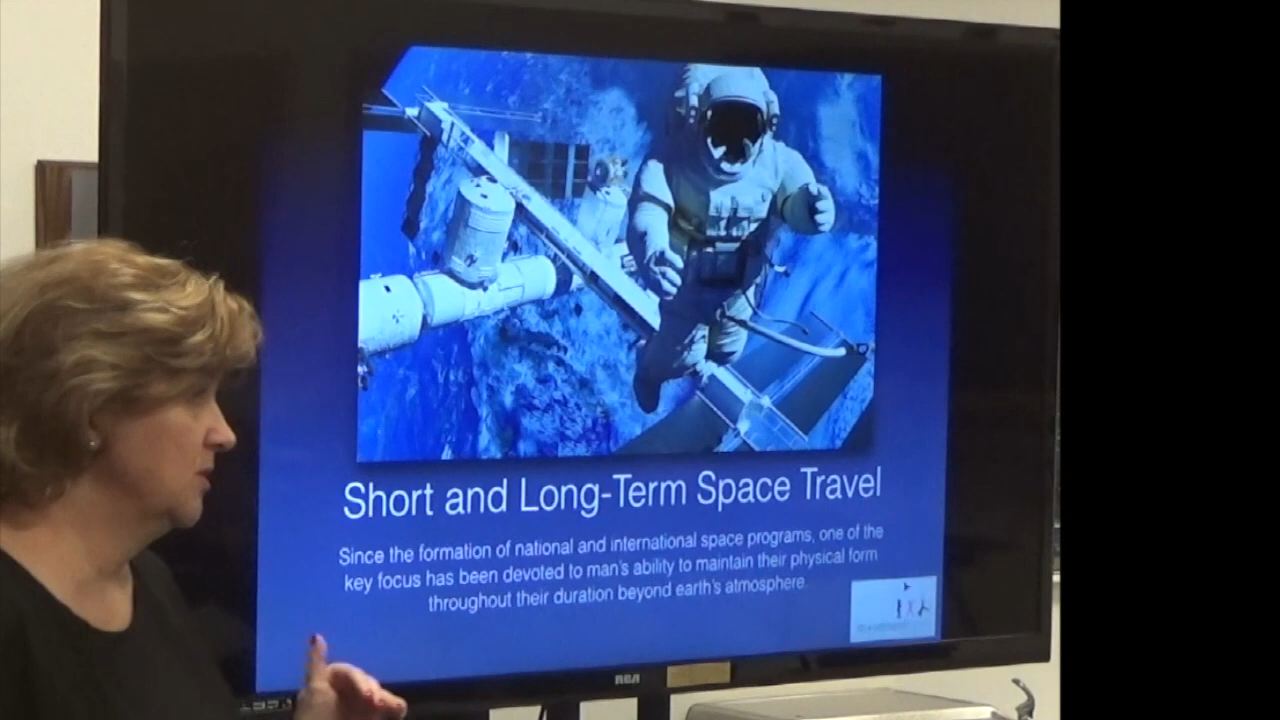 Short and Long-Term Space Travel
Since the formation of national and international space programs, one of the
key focus has been devoted to man's ability to maintain their physical form
throughout their duration beyond earth's atmosphere.
RCA